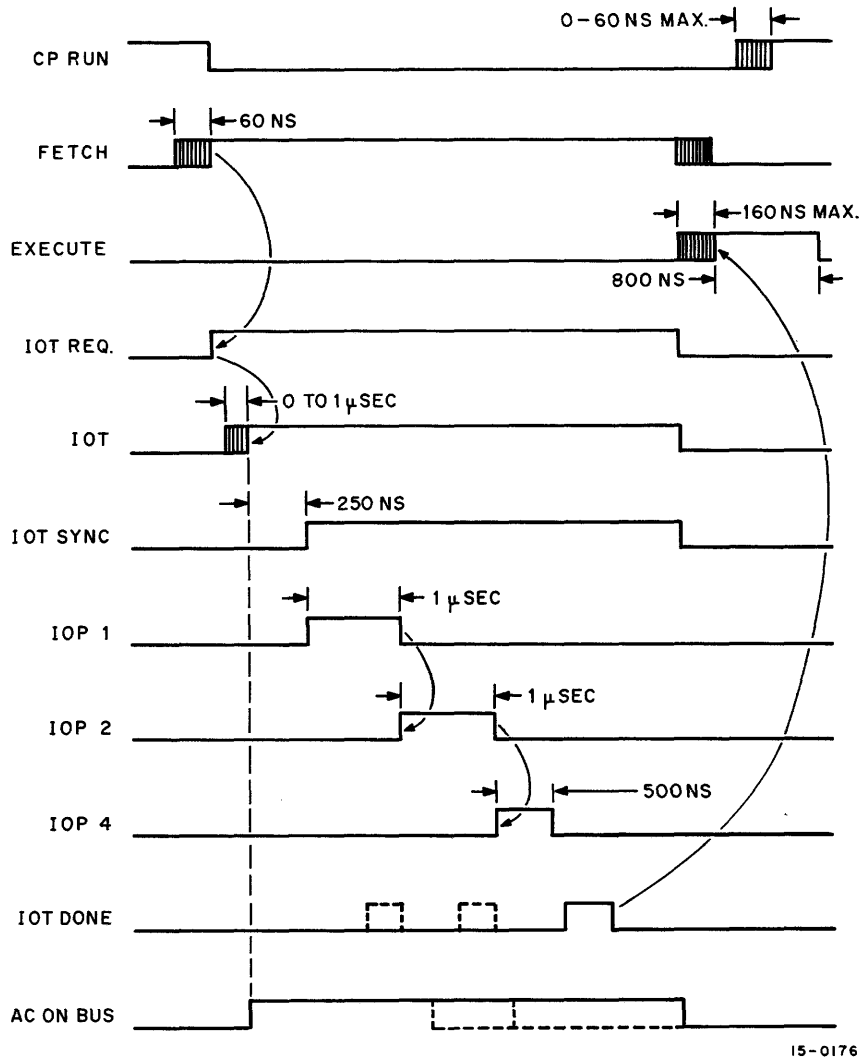 0-60 NS MAX.
CP RUN
60 NS
FETCH
160 NS MAX.
EXECUTE
800 NS
IOT REQ.
0 TO 1 μSEC
IOT
250 NS
IOT SYNC
1 μSEC
IOP 1
1 μSEC
IOP 2
500 NS
IOP 4
IOT DONE
AC ON BUS
15-0176